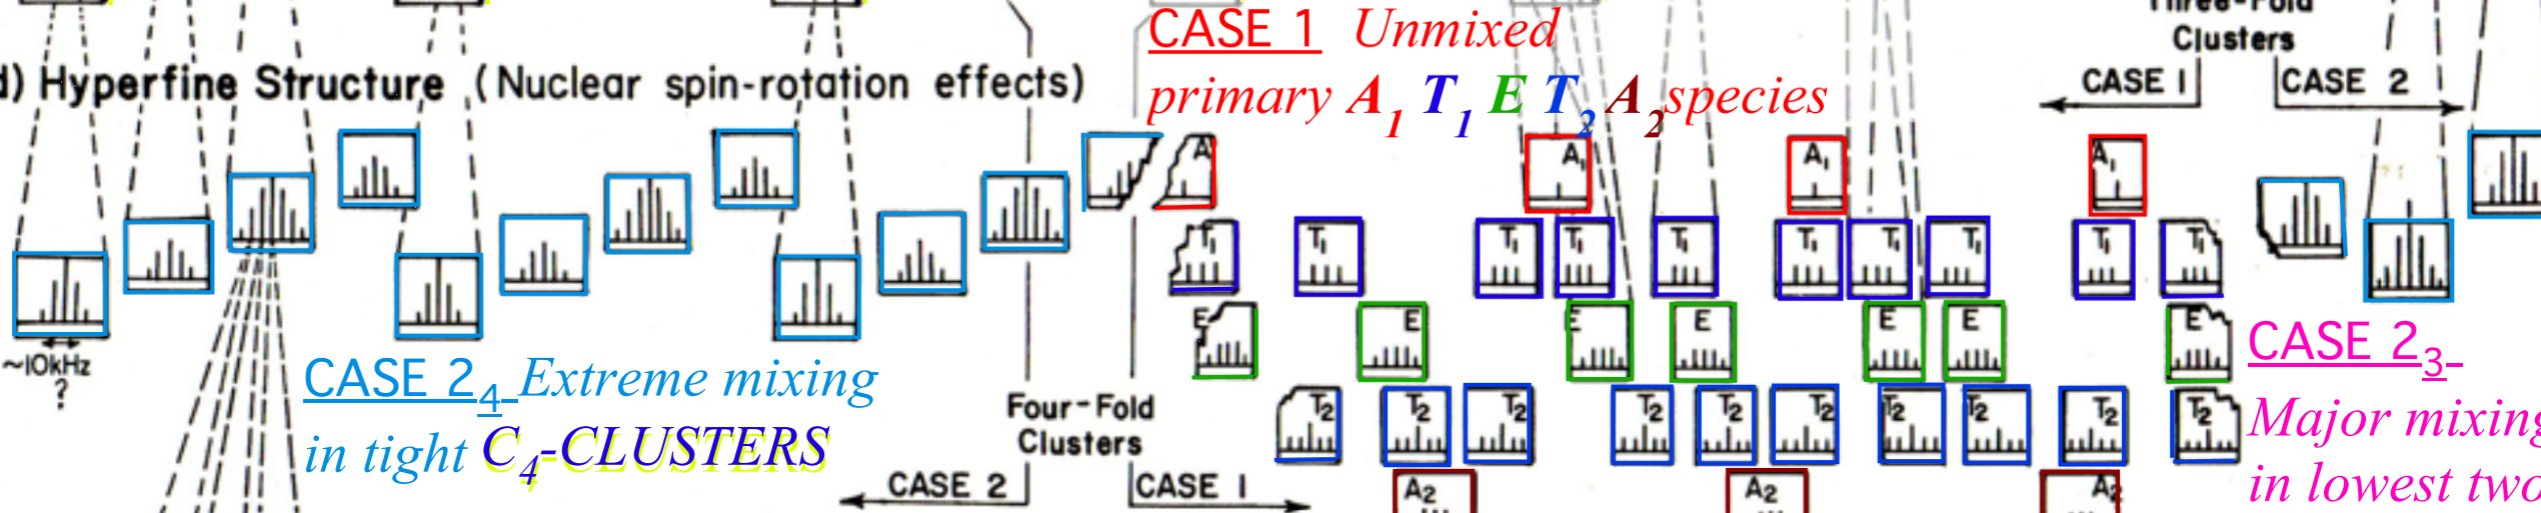 Three-Fold
Clusters
CASE 1
CASE 2
CASE 1 Unmixed
primary A1 T1 E T2 A2 species
d) Hyperfine Structure (Nuclear spin-rotation effects)
A
A1
A1
A1
T1
T1
T1
T1
T1
T1
T1
T1
T1
T1
E
E
E
E
E
E
E
T2
T2
T2
T2
T2
T2
T2
T2
T2
T2
A2
A2
A2
~10kHz
?
CASE 24 Extreme mixing
in tight C4-CLUSTERS
Four-Fold
Clusters
CASE 2
CASE 1
CASE 23
Major mixing
in lowest two